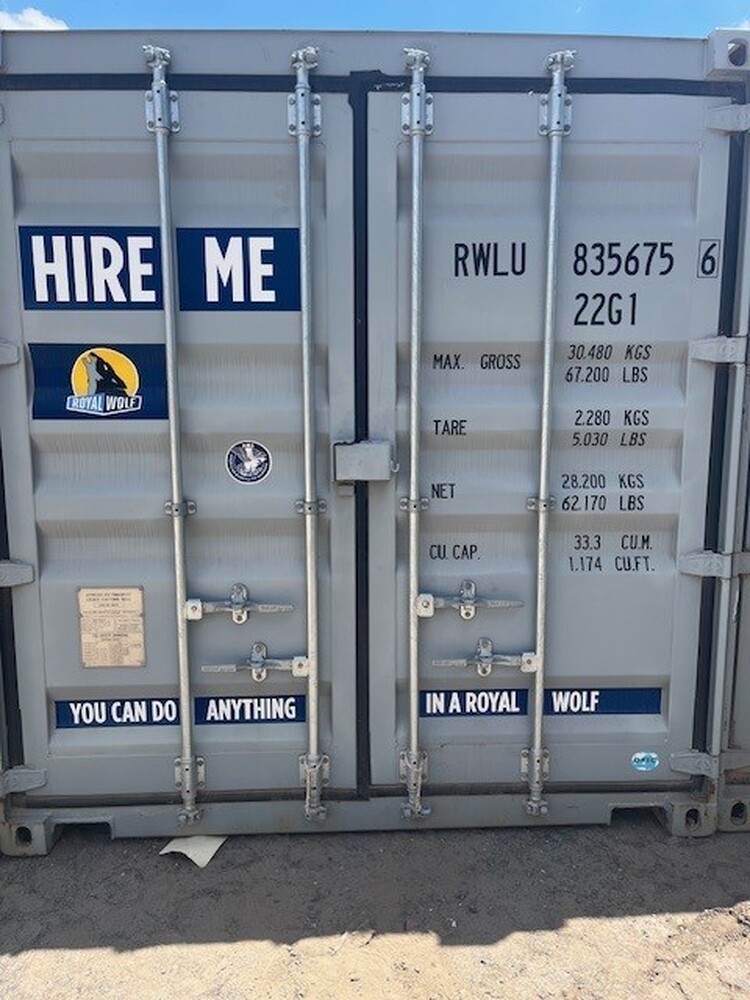 HIRE ME
ROYAL WOLF
YOU CAN DO ANYTHING IN A ROYAL WOLF
RWLU 835675 6
22G1
MAX. GROSS 30.480 KGS
67.200 LBS
TARE 2.280 KGS
5.030 LBS
NET 28.200 KGS
62.170 LBS
CU. CAP. 33.3 CU.M.
1.174 CU.FT.